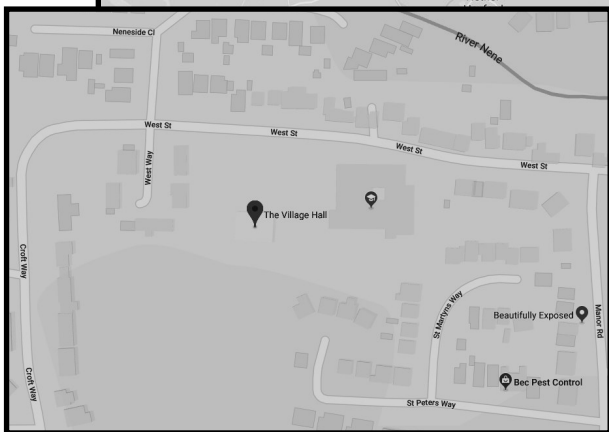 Neneside Cl
River Nene
West St
West St
West St
West St
West Way
The Village Hall
Croft Way
St Martyns Way
Beautifully Exposed
Manor Rd
Croft Way
Bec Pest Control
St Peters Way